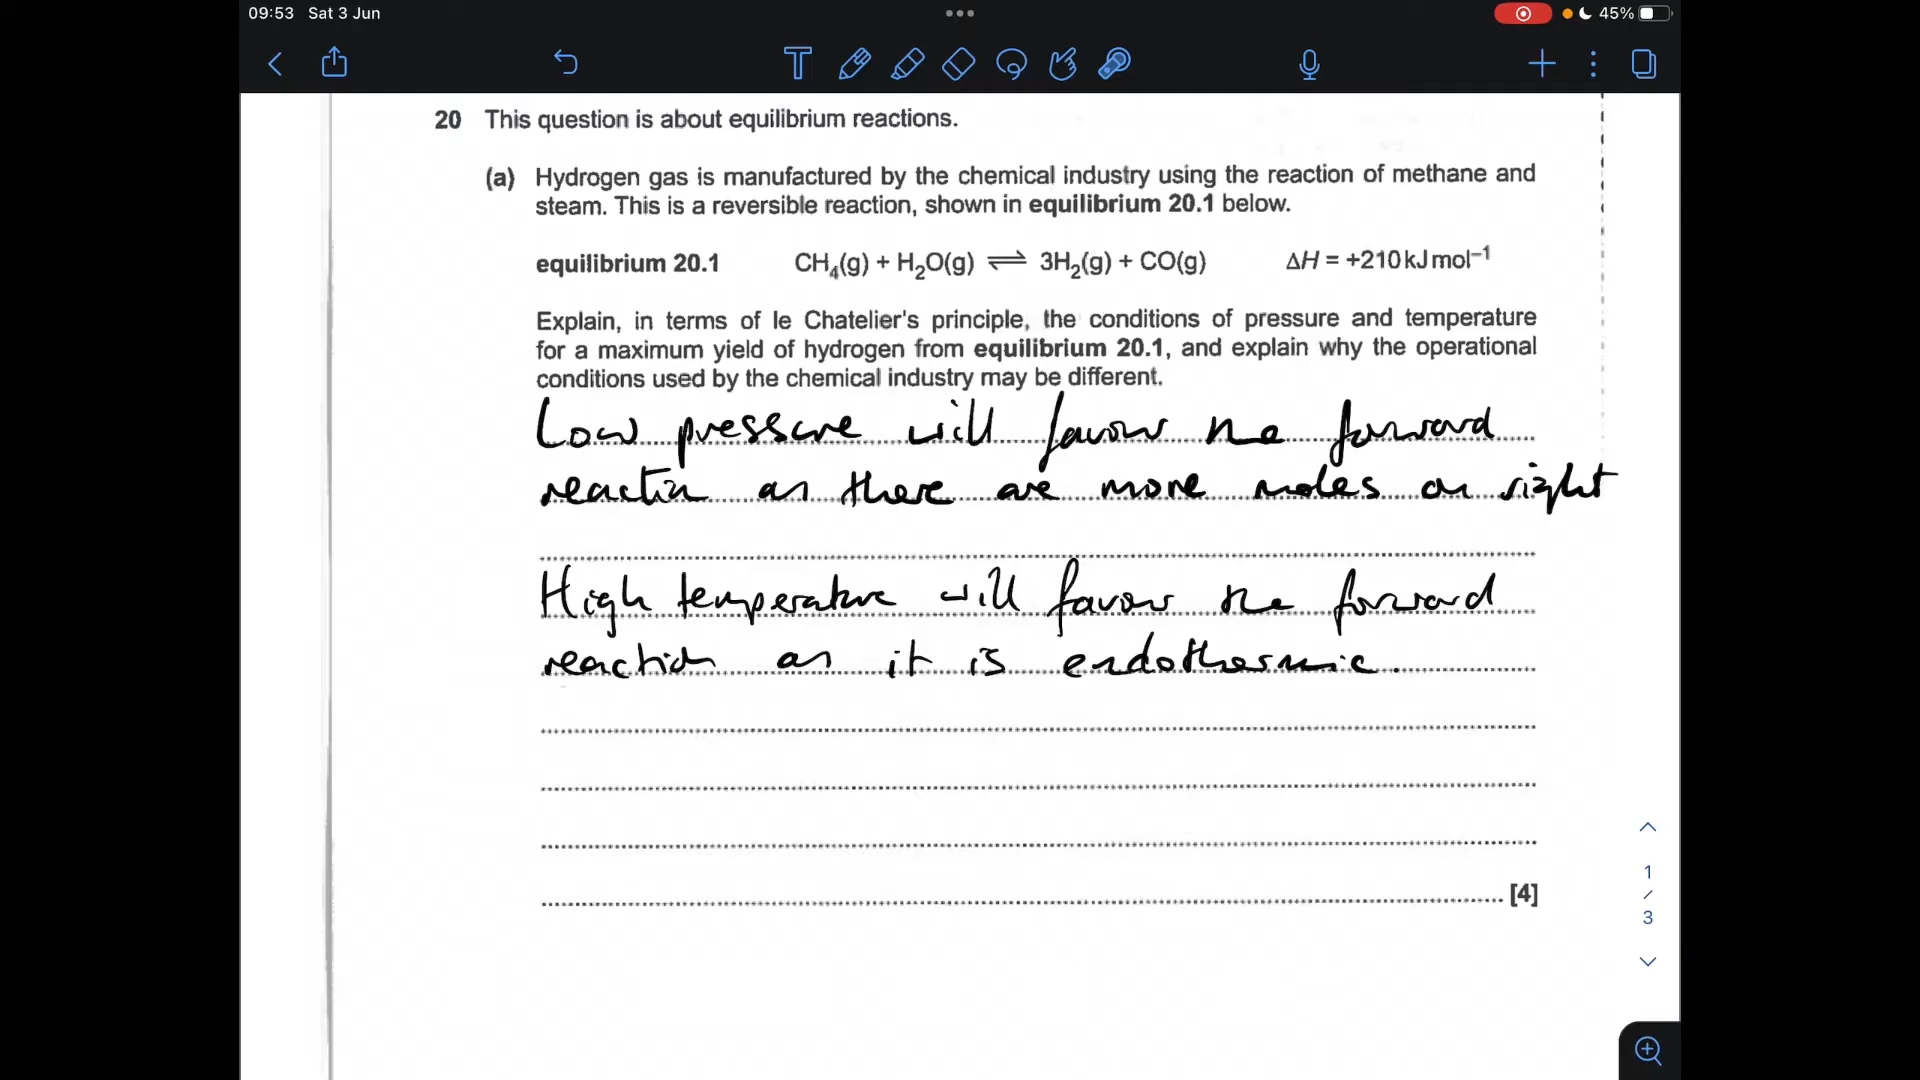 09:53 Sat 3 Jun
45%
20 This question is about equilibrium reactions.
(a) Hydrogen gas is manufactured by the chemical industry using the reaction of methane and
steam. This is a reversible reaction, shown in equilibrium 20.1 below.
equilibrium 20.1 CH₄(g) + H₂O(g) ⇌ 3H₂(g) + CO(g) ΔH = +210 kJ mol⁻¹
Explain, in terms of le Chatelier's principle, the conditions of pressure and temperature
for a maximum yield of hydrogen from equilibrium 20.1, and explain why the operational
conditions used by the chemical industry may be different.
Low pressure will favour the forward
reaction as there are more moles on right
High temperature will favour the forward
reaction as it is endothermic.
[4]
1
/
3